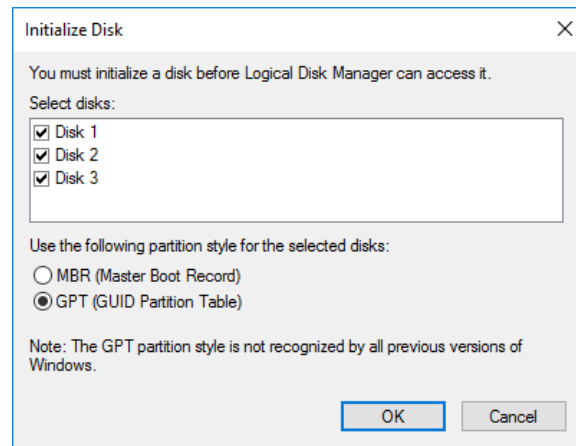 Initialize Disk
You must initialize a disk before Logical Disk Manager can access it.
Select disks:
Disk 1
Disk 2
Disk 3
Use the following partition style for the selected disks:
MBR (Master Boot Record)
GPT (GUID Partition Table)
Note: The GPT partition style is not recognized by all previous versions of
Windows.
OK Cancel